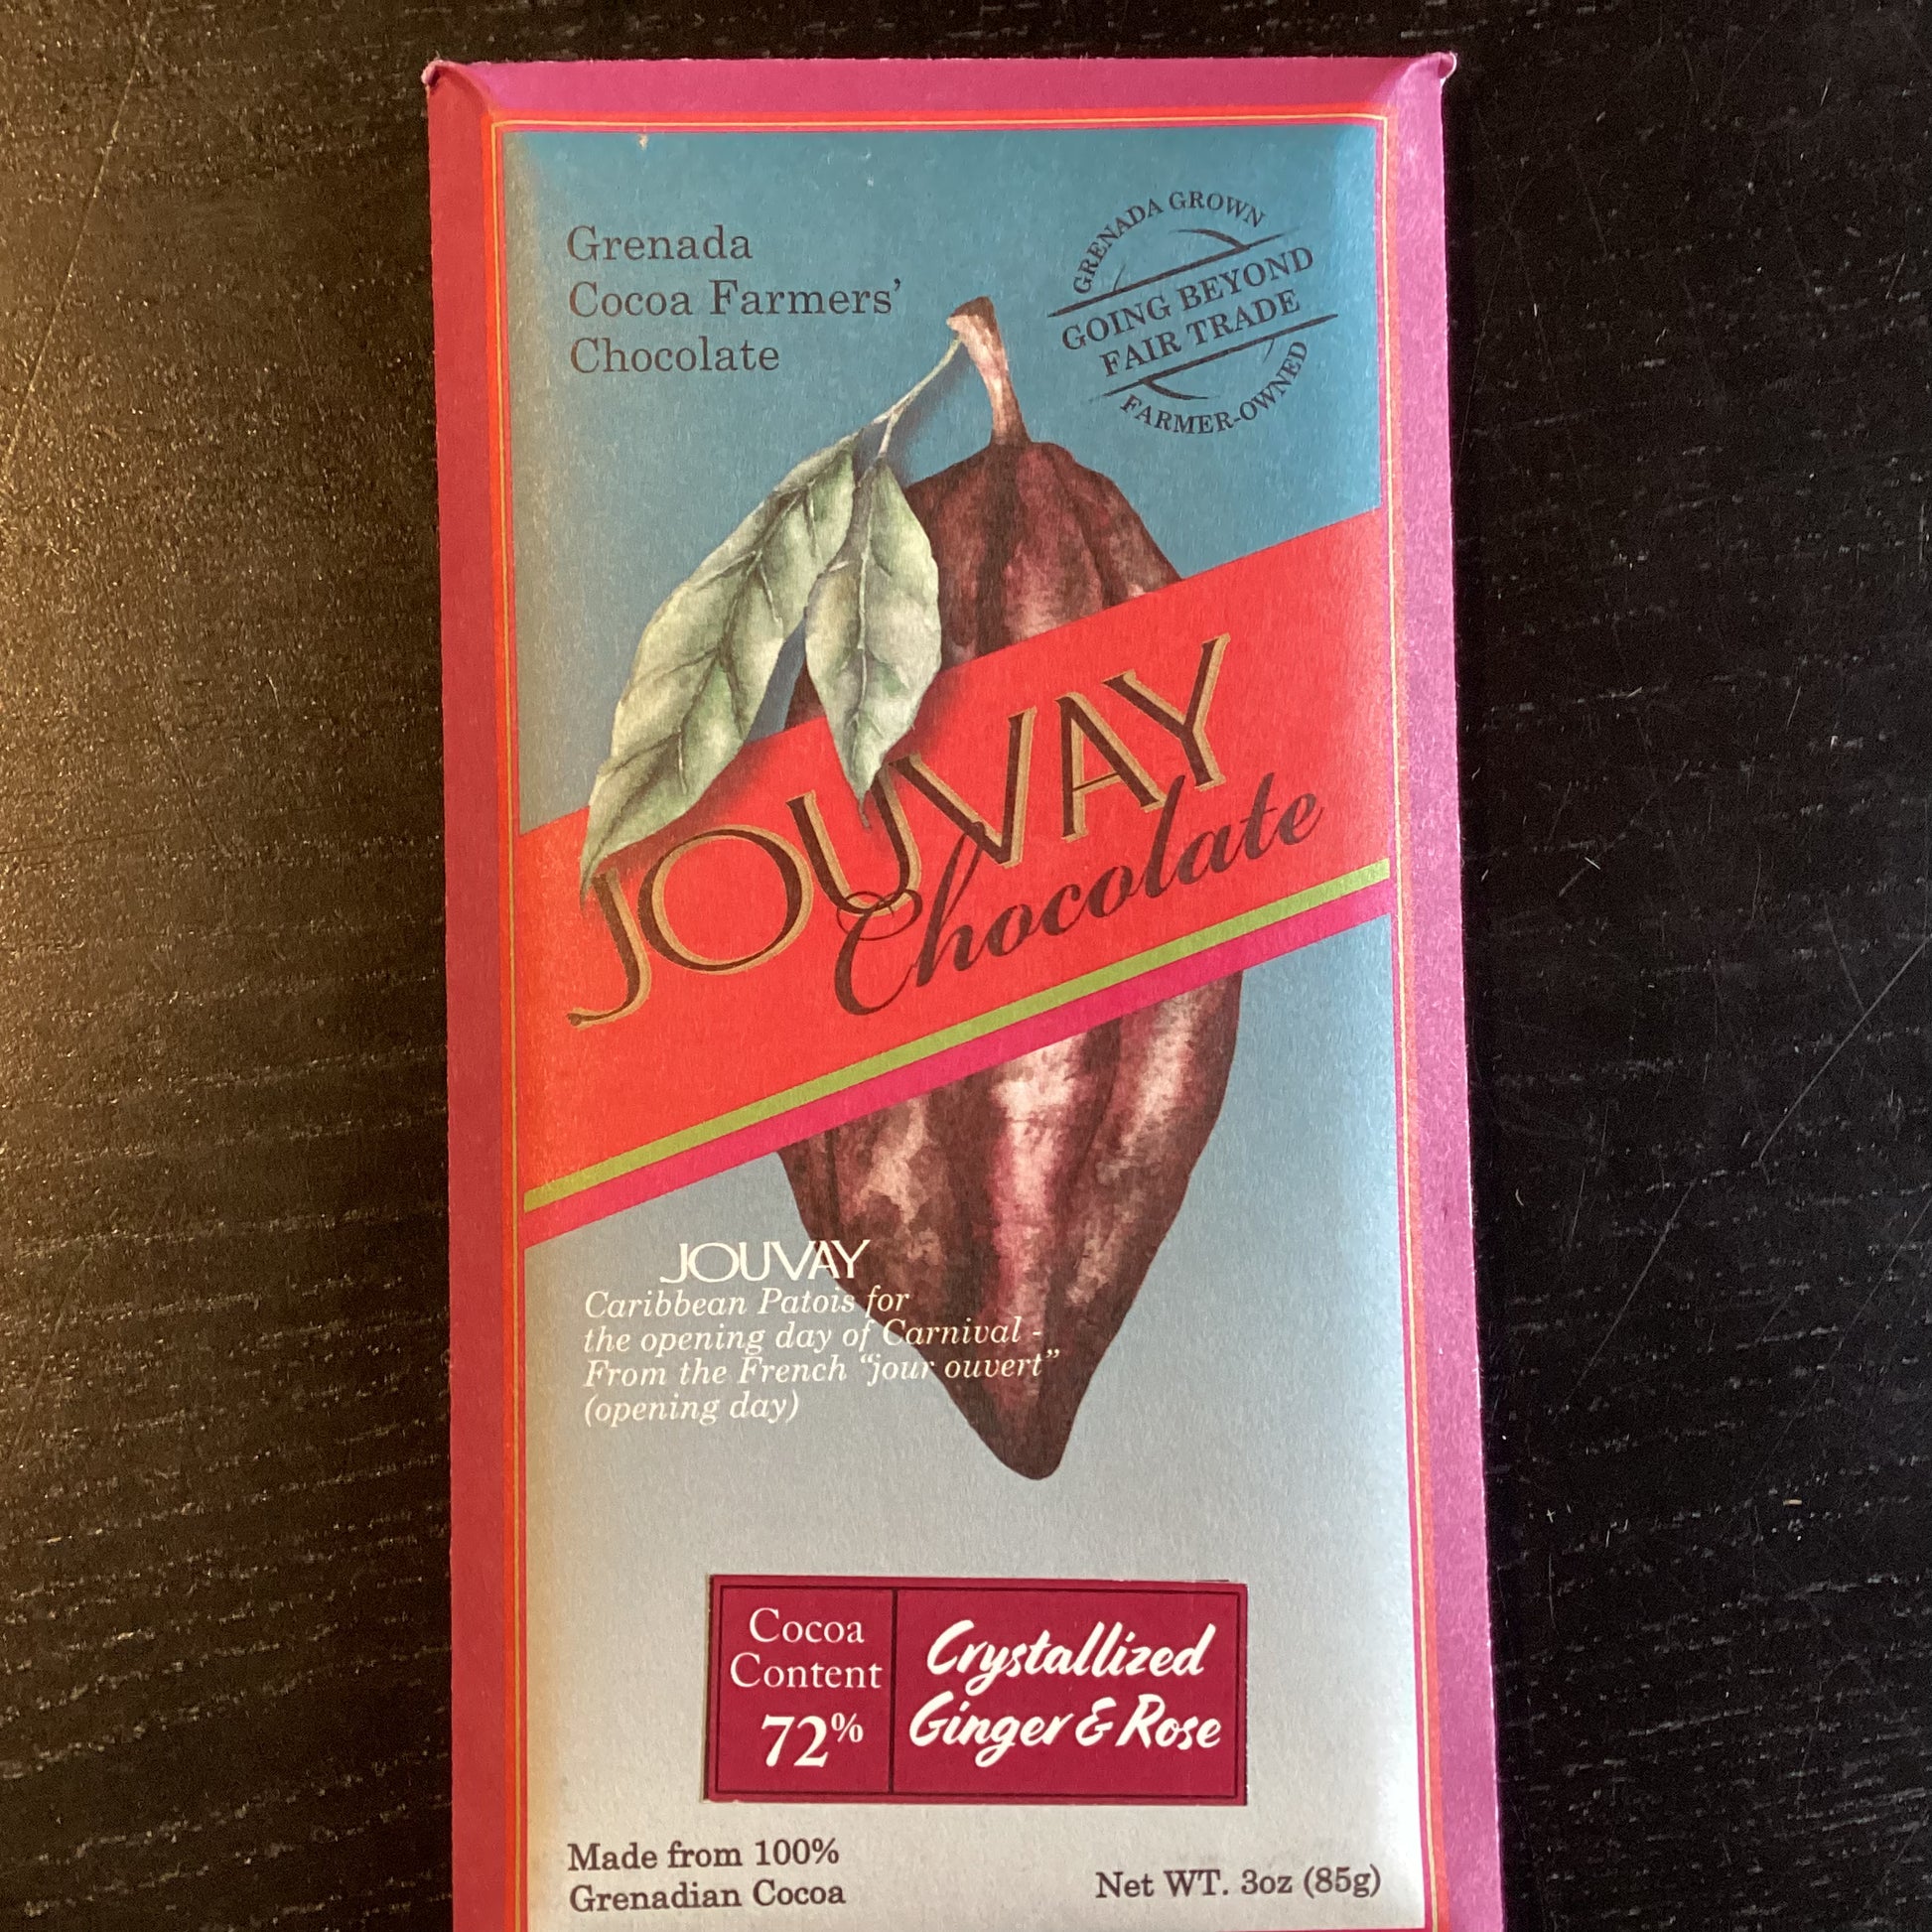 Grenada
Cocoa Farmers’
Chocolate
GRENADA GROWN
GOING BEYOND
FAIR TRADE
FARMER-OWNED
JOUVAY
Chocolate
JOUVAY
Caribbean Patois for
the opening day of Carnival -
From the French “jour ouvert”
(opening day)
Cocoa
Content
72%
Crystallized
Ginger & Rose
Made from 100%
Grenadian Cocoa
Net WT. 3oz (85g)